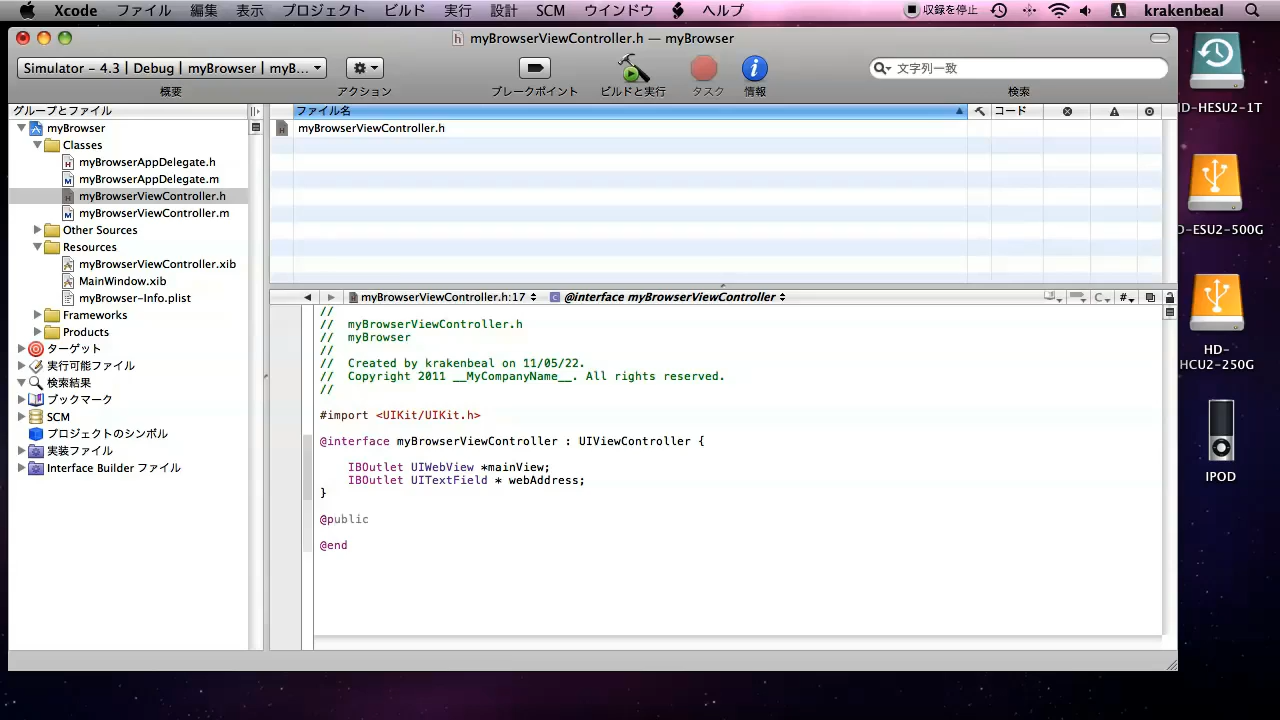 Xcode ファイル 編集 表示 プロジェクト ビルド 実行 設計 SCM ウインドウ ヘルプ 収録を停止 A krakenbeal
myBrowserViewController.h — myBrowser
Simulator - 4.3 | Debug | myBrowser | myB...
文字列一致
概要 アクション ブレークポイント ビルドと実行 タスク 情報 検索
グループとファイル
myBrowser
Classes
myBrowserAppDelegate.h
myBrowserAppDelegate.m
myBrowserViewController.h
myBrowserViewController.m
Other Sources
Resources
myBrowserViewController.xib
MainWindow.xib
myBrowser-Info.plist
Frameworks
Products
ターゲット
実行可能ファイル
検索結果
ブックマーク
SCM
プロジェクトのシンボル
実装ファイル
Interface Builder ファイル
ファイル名 コード
myBrowserViewController.h
myBrowserViewController.h:17 @interface myBrowserViewController
//
// myBrowserViewController.h
// myBrowser
//
// Created by krakenbeal on 11/05/22.
// Copyright 2011 __MyCompanyName__. All rights reserved.
//
#import <UIKit/UIKit.h>
@interface myBrowserViewController : UIViewController {
IBOutlet UIWebView *mainView;
IBOutlet UITextField * webAddress;
}
@public
@end
HD-HESU2-1T
D-ESU2-500G
HD-
HCU2-250G
IPOD